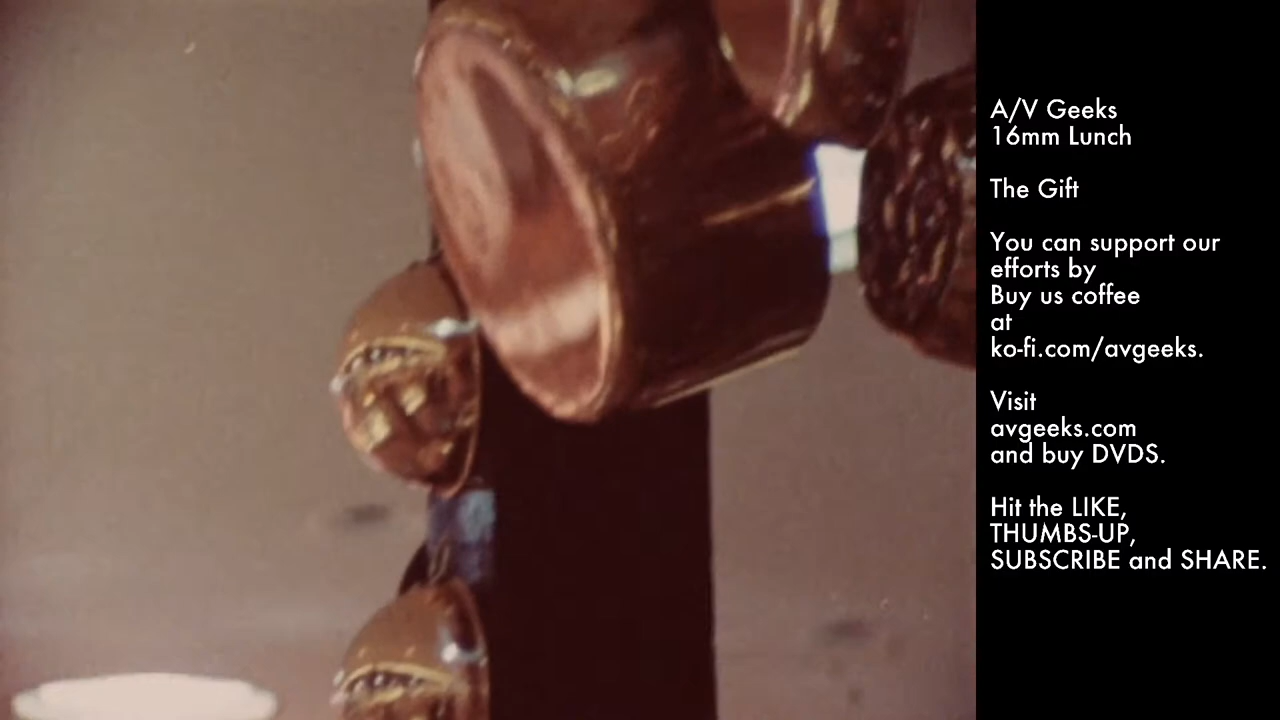 A/V Geeks
16mm Lunch
The Gift
You can support our
efforts by
Buy us coffee
at
ko-fi.com/avgeeks.
Visit
avgeeks.com
and buy DVDS.
Hit the LIKE,
THUMBS-UP,
SUBSCRIBE and SHARE.